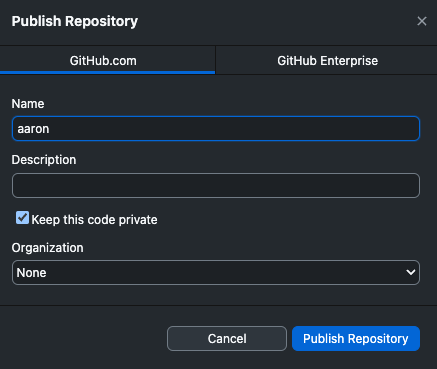 Publish Repository
GitHub.com
GitHub Enterprise
Name
aaron
Description
Keep this code private
Organization
None
Cancel
Publish Repository